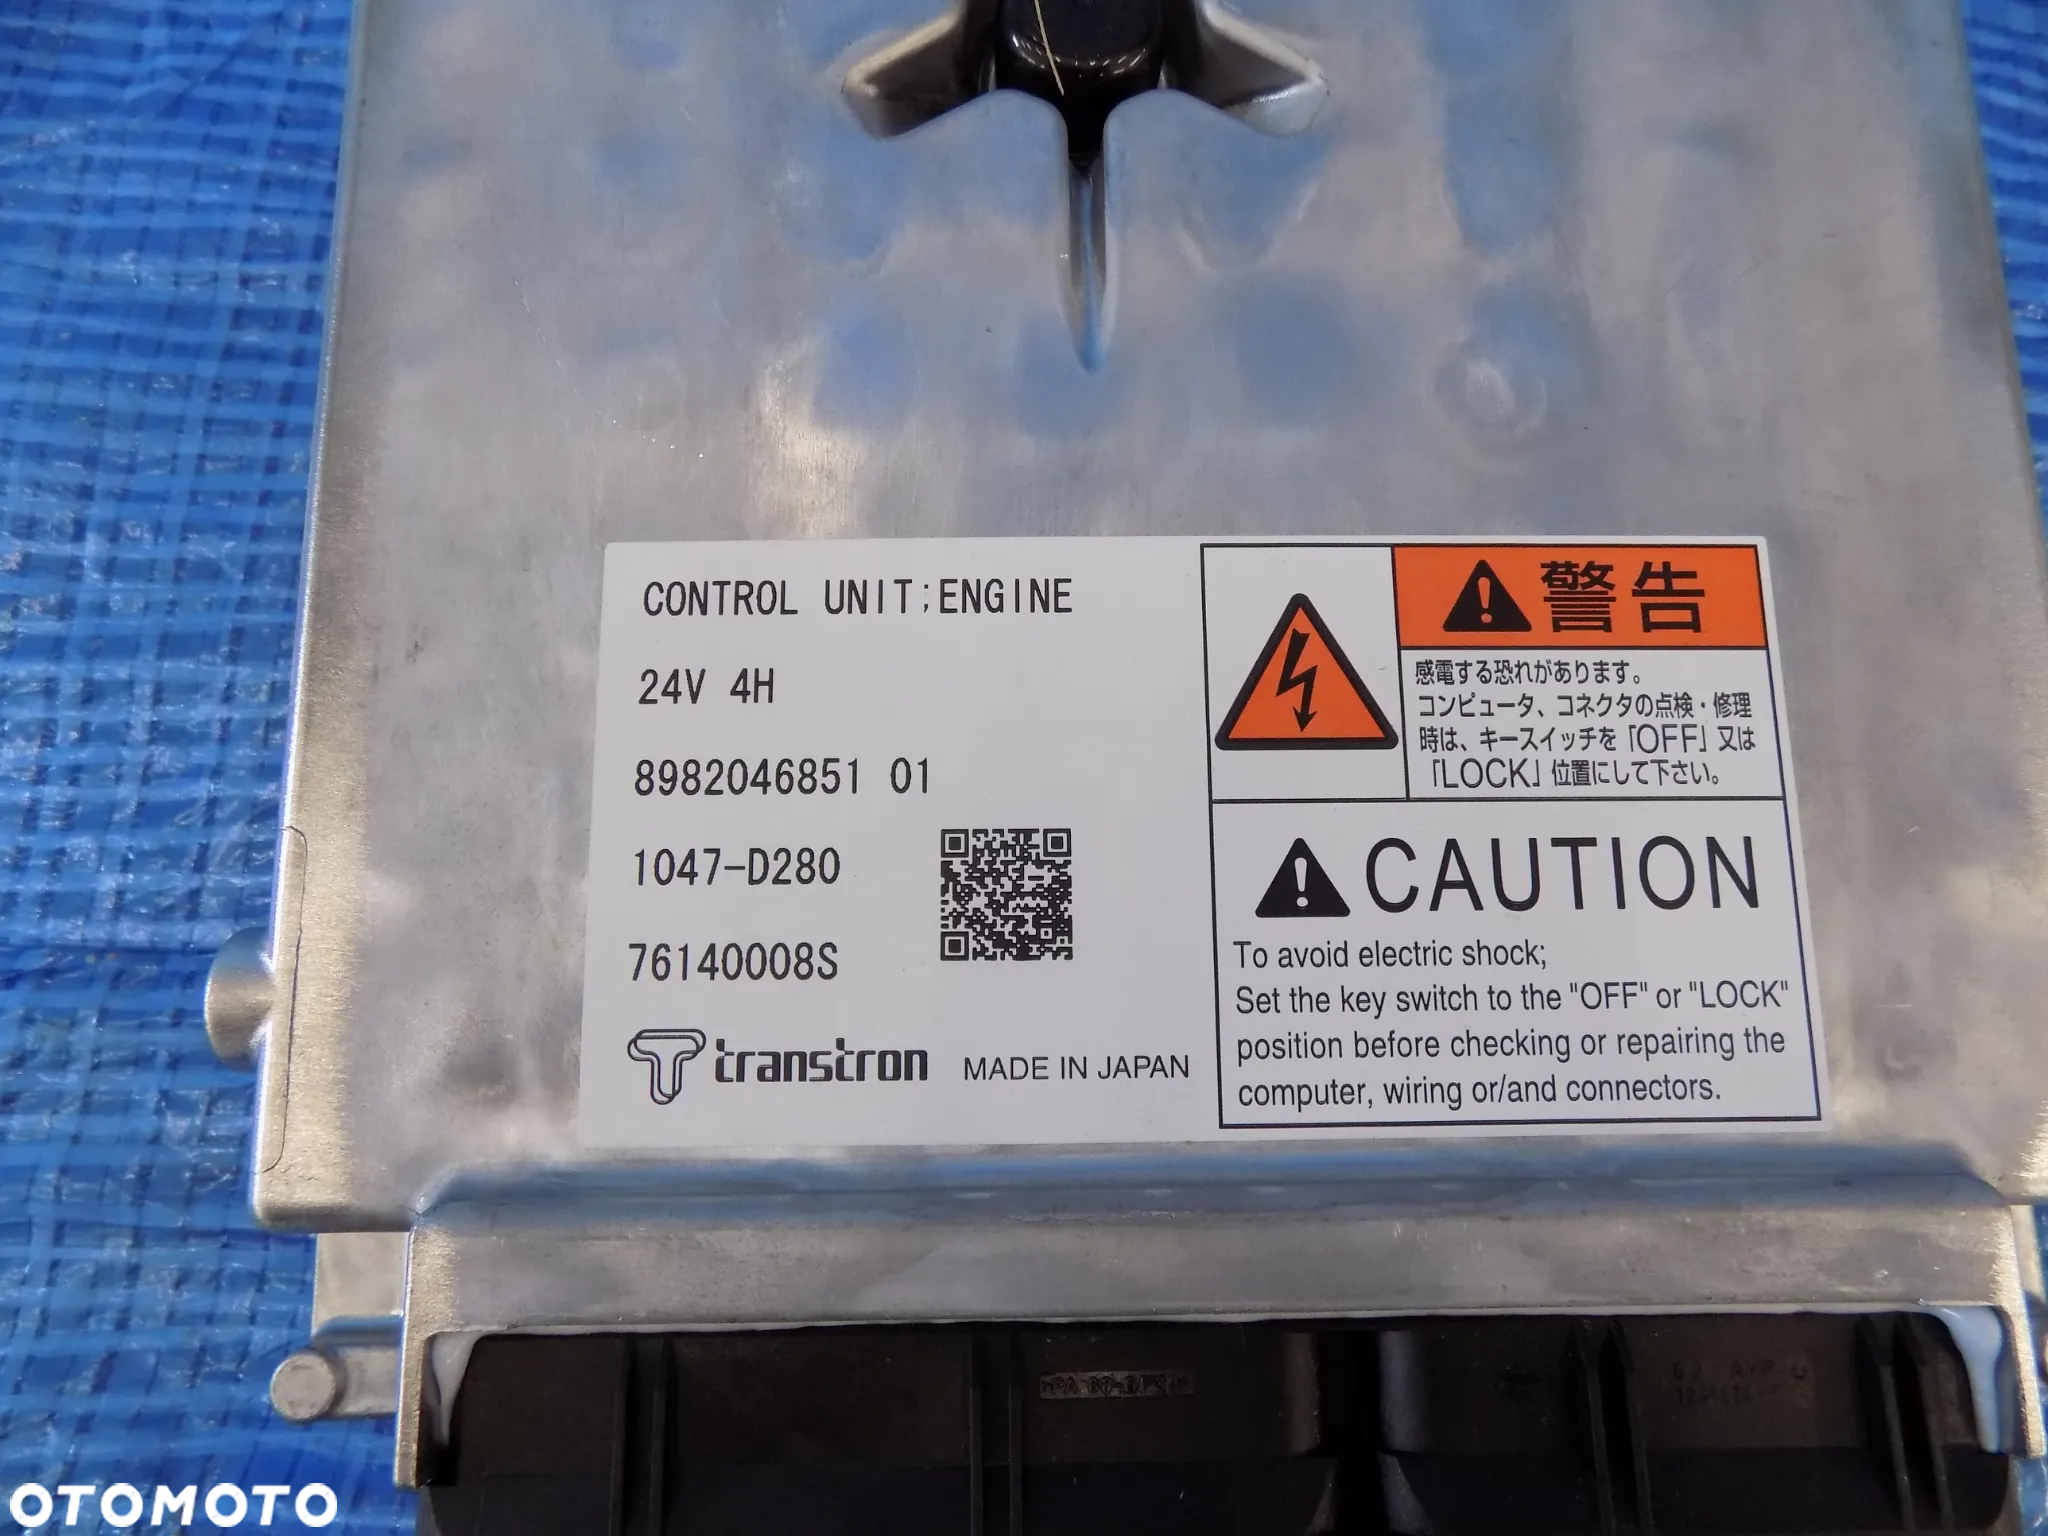 CONTROL UNIT;ENGINE
24V 4H
8982046851 01
1047-D280
76140008S
transtron MADE IN JAPAN
警告
感電する恐れがあります。
コンピュータ、コネクタの点検・修理
時は、キースイッチを「OFF」又は
「LOCK」位置にして下さい。
CAUTION
To avoid electric shock;
Set the key switch to the "OFF" or "LOCK"
position before checking or repairing the
computer, wiring or/and connectors.
OTOMOTO